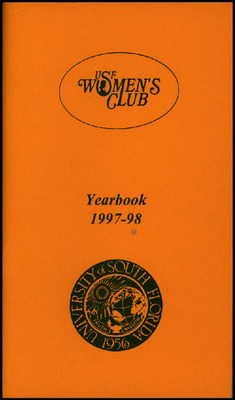 USF
WOMEN'S
CLUB
Yearbook
1997-98
UNIVERSITY of SOUTH FLORIDA
1956